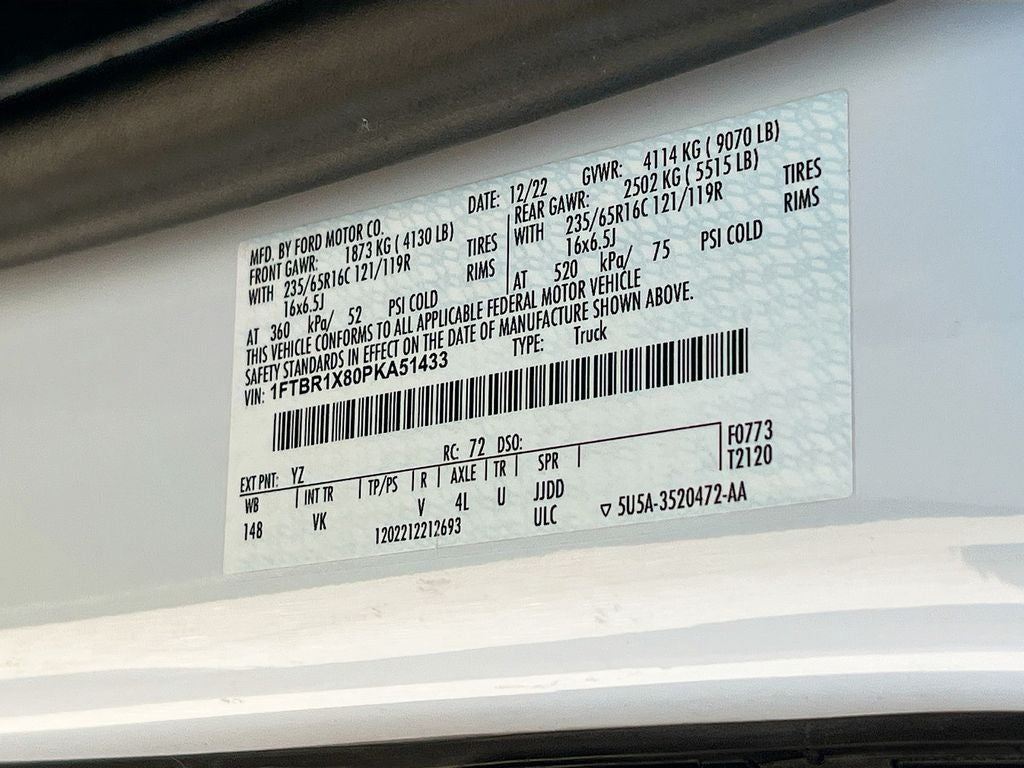 MFD. BY FORD MOTOR CO. DATE: 12/22 GVWR: 4114 KG ( 9070 LB)
FRONT GAWR: 1873 KG ( 4130 LB) REAR GAWR: 2502 KG ( 5515 LB)
WITH 235/65R16C 121/119R TIRES WITH 235/65R16C 121/119R TIRES
16x6.5J RIMS 16x6.5J RIMS
AT 360 kPa/ 52 PSI COLD AT 520 kPa/ 75 PSI COLD
THIS VEHICLE CONFORMS TO ALL APPLICABLE FEDERAL MOTOR VEHICLE
SAFETY STANDARDS IN EFFECT ON THE DATE OF MANUFACTURE SHOWN ABOVE.
VIN: 1FTBR1X80PKA51433 TYPE: Truck
EXT PNT: YZ RC: 72 DSO: F0773
WB INT TR TP/PS R AXLE TR SPR T2120
148 VK V 4L U JJDD
1202212212693 ULC ▽ 5U5A-3520472-AA